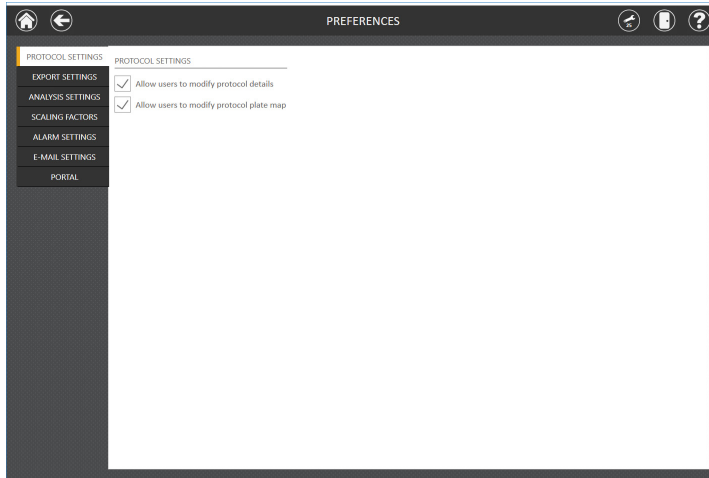 PREFERENCES
?
PROTOCOL SETTINGS
EXPORT SETTINGS
ANALYSIS SETTINGS
SCALING FACTORS
ALARM SETTINGS
E-MAIL SETTINGS
PORTAL
PROTOCOL SETTINGS
Allow users to modify protocol details
Allow users to modify protocol plate map